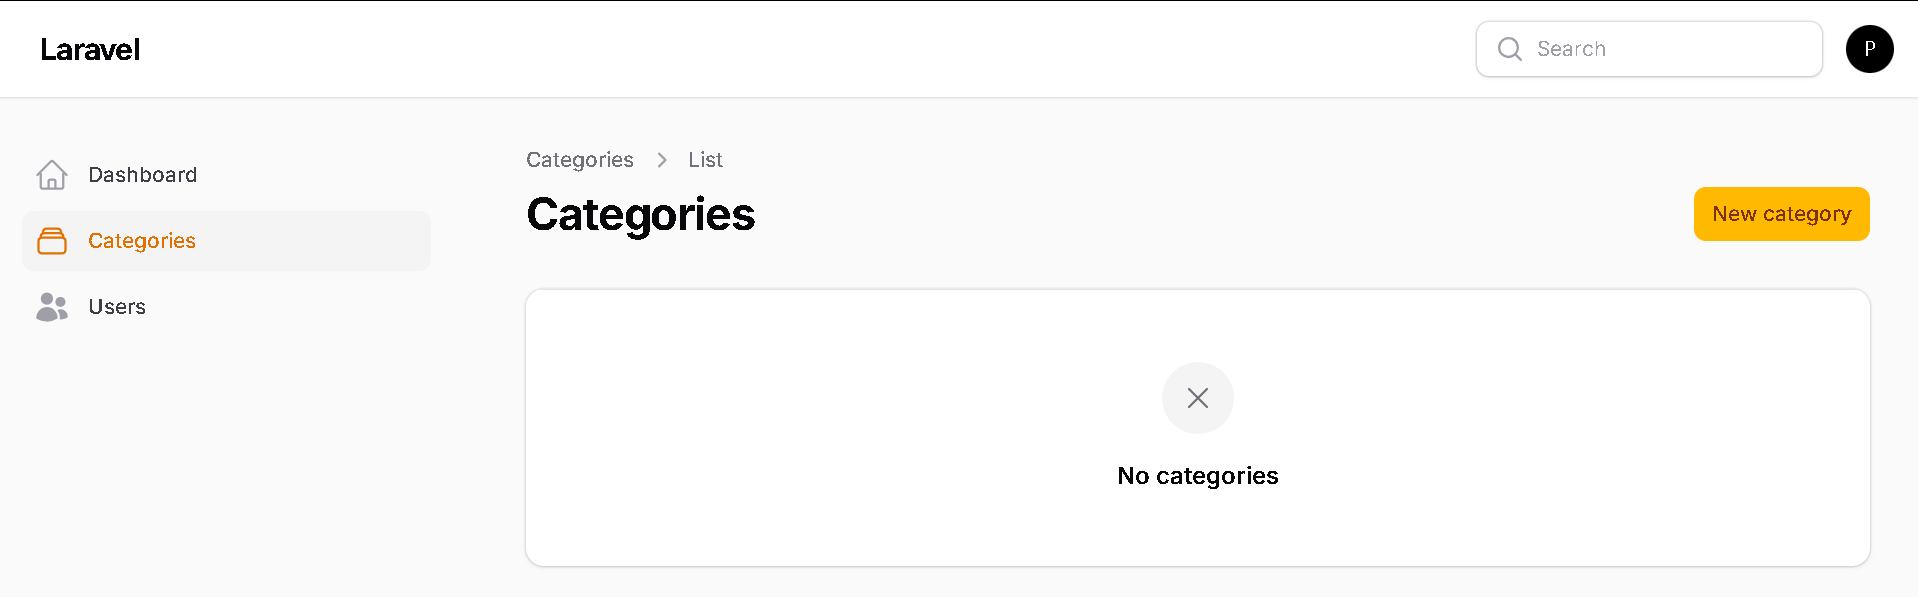 Laravel
Search
P
Dashboard
Categories
Users
Categories > List
Categories
New category
No categories